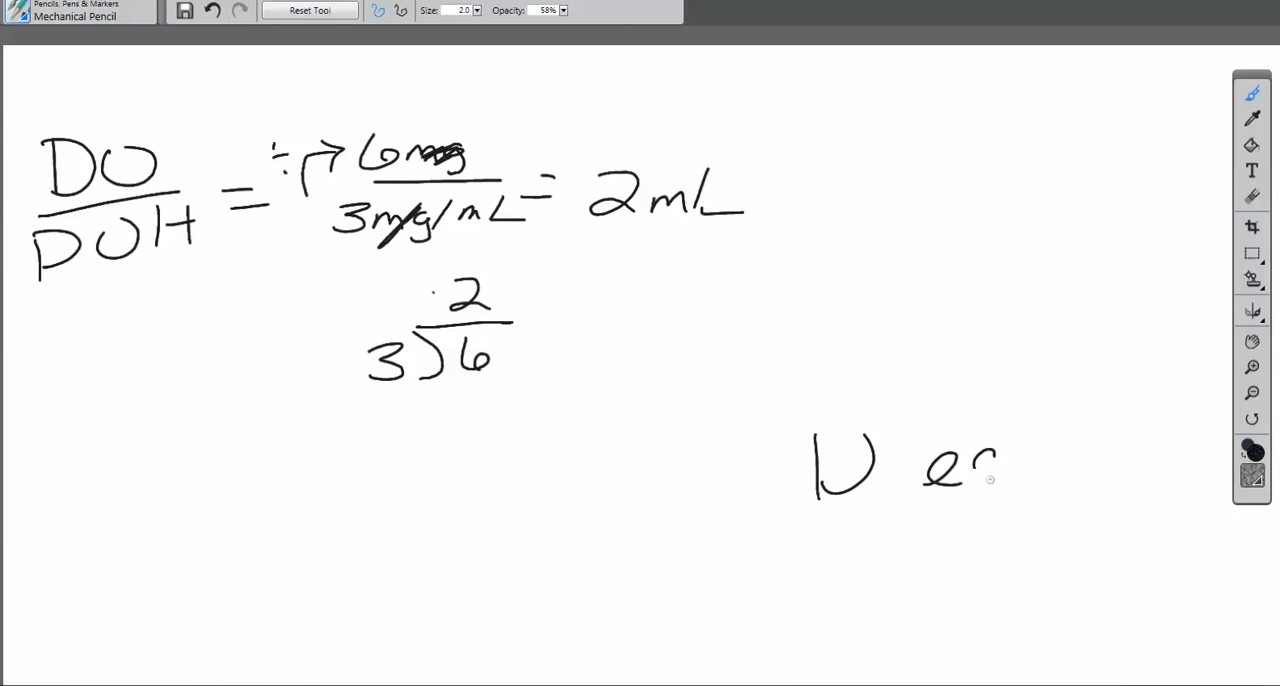 Pencils, Pens & Markers
Mechanical Pencil
Reset Tool
Size: 2.0
Opacity: 58%
DO
DOH
=
÷
6mg
3mg/mL
= 2mL
2
3)6